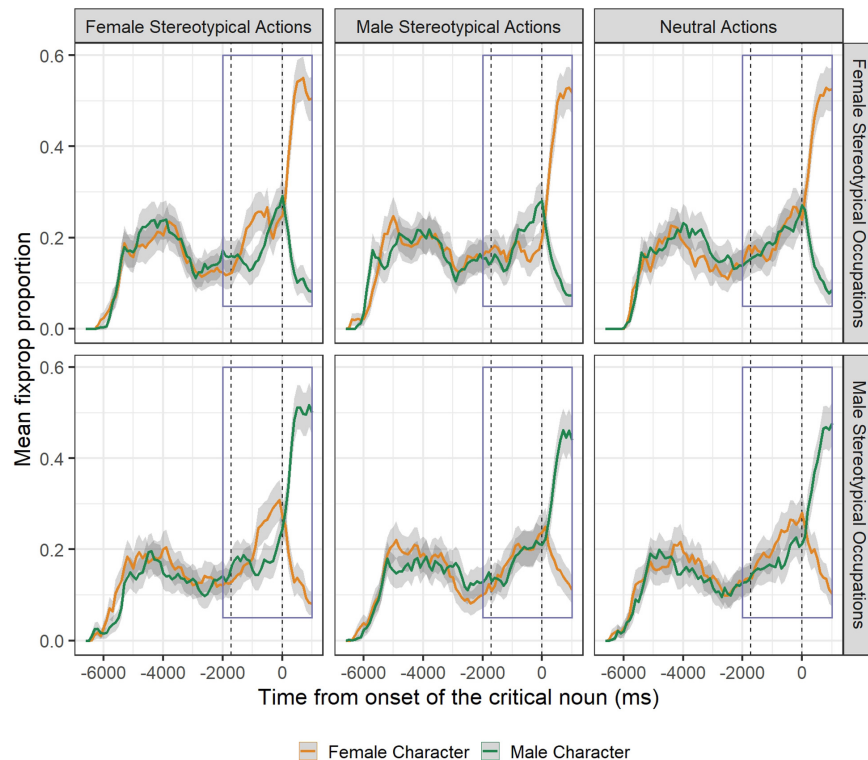 Female Stereotypical Actions
Male Stereotypical Actions
Neutral Actions
Female Stereotypical Occupations
Male Stereotypical Occupations
Mean fixprop proportion
0.6
0.4
0.2
0.0
0.6
0.4
0.2
0.0
-6000 -4000 -2000 0
-6000 -4000 -2000 0
-6000 -4000 -2000 0
Time from onset of the critical noun (ms)
Female Character
Male Character